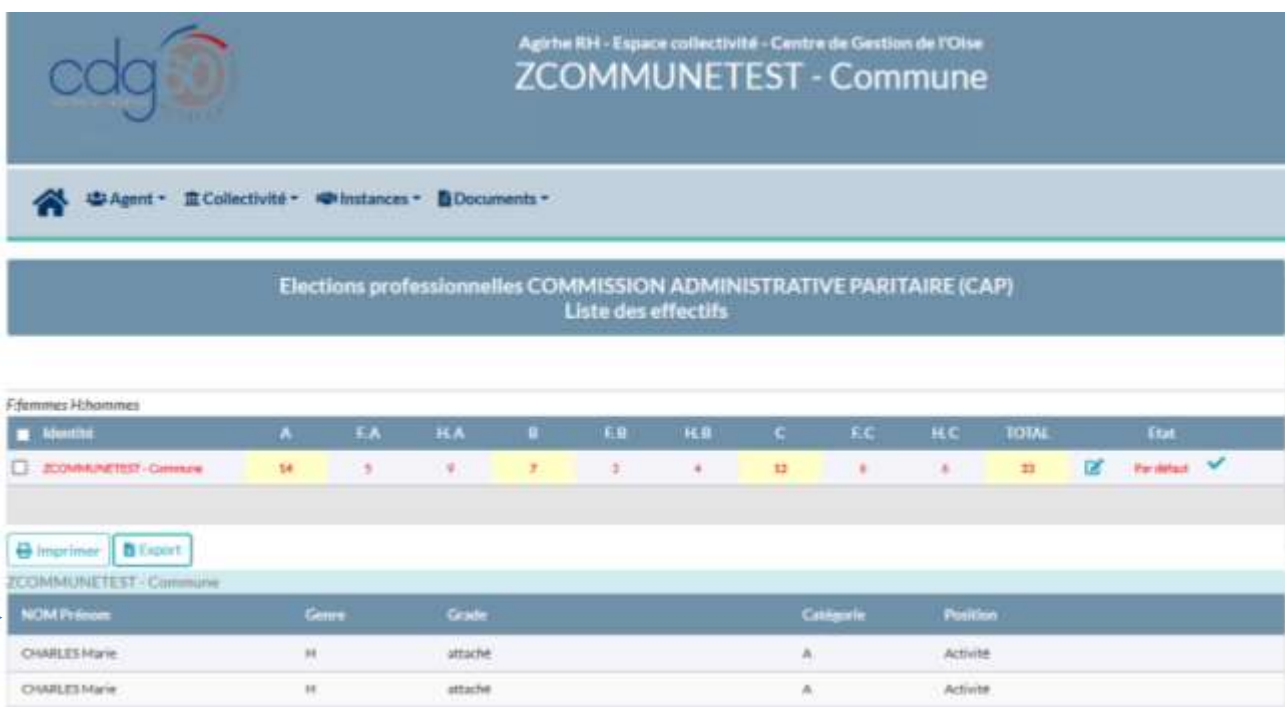 cdg60
Agirhe RH - Espace collectivité - Centre de Gestion de l'Oise
ZCOMMUNETEST - Commune
Agent Collectivité Instances Documents
Elections professionnelles COMMISSION ADMINISTRATIVE PARITAIRE (CAP)
Liste des effectifs
F:femmes H:hommes
Identité A F.A H.A B F.B H.B C F.C H.C TOTAL Etat
ZCOMMUNETEST - Commune 14 5 9 7 3 4 12 6 6 33 Par défaut
Imprimer Export
ZCOMMUNETEST - Commune
NOM Prénom Genre Grade Catégorie Position
CHARLES Marie H attaché A Activité
CHARLES Marie H attaché A Activité